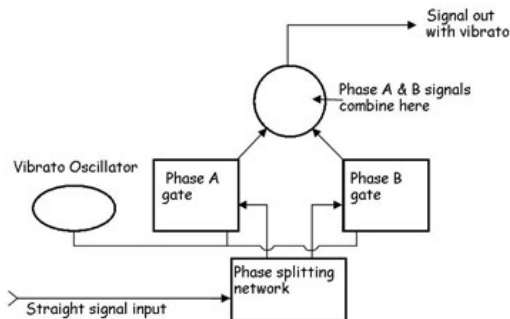 Signal out
with vibrato
Phase A & B signals
combine here
Vibrato Oscillator
Phase A
gate
Phase B
gate
Phase splitting
network
Straight signal input